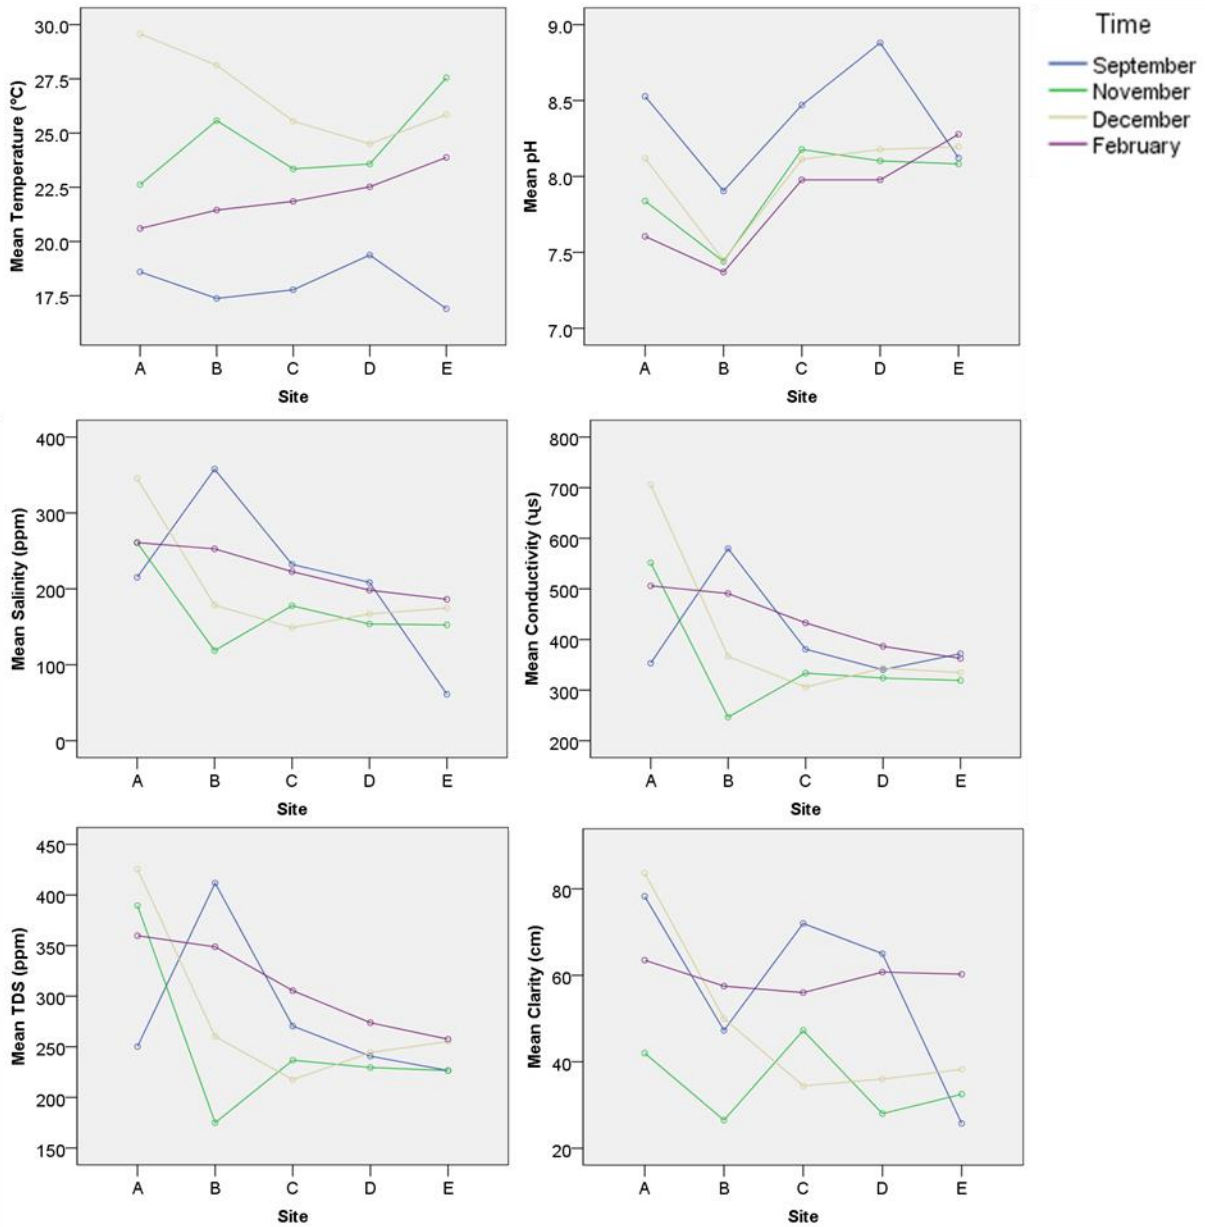 Time
September
November
December
February
Mean Temperature (°C)
30.0
27.5
25.0
22.5
20.0
17.5
A B C D E
Site
Mean pH
9.0
8.5
8.0
7.5
7.0
A B C D E
Site
Mean Salinity (ppm)
400
300
200
100
0
A B C D E
Site
Mean Conductivity (ɥs)
800
700
600
500
400
300
200
A B C D E
Site
Mean TDS (ppm)
450
400
350
300
250
200
150
A B C D E
Site
Mean Clarity (cm)
80
60
40
20
A B C D E
Site